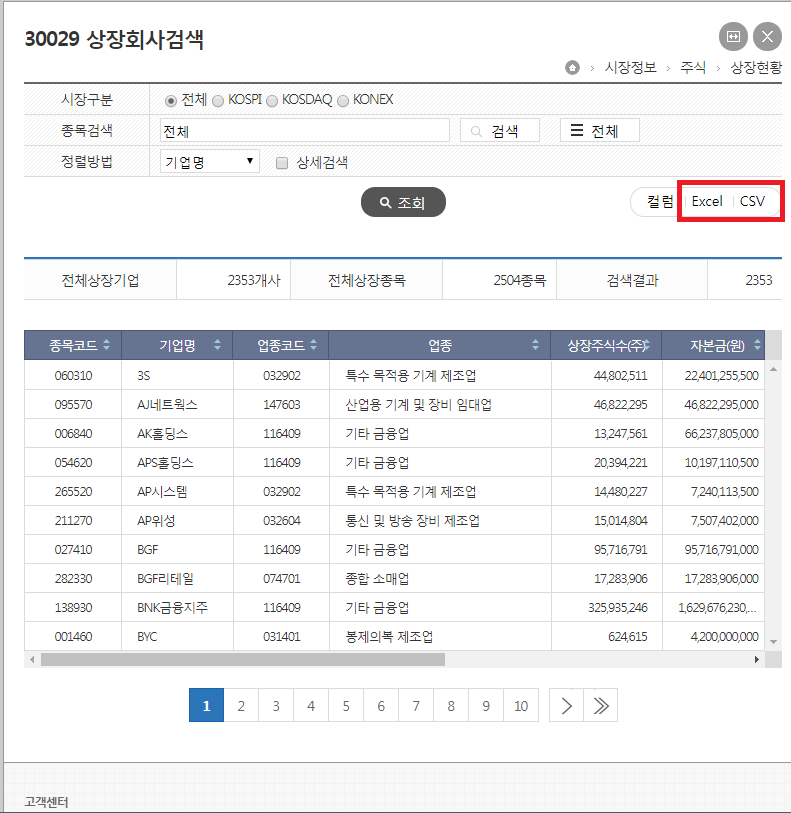 30029 상장회사검색
시장정보 주식 상장현황
시장구분 전체 KOSPI KOSDAQ KONEX
종목검색 전체 검색 전체
정렬방법 기업명 상세검색
조회 컬럼 Excel CSV
전체상장기업 2353개사 전체상장종목 2504종목 검색결과 2353
종목코드 기업명 업종코드 업종 상장주식수(주) 자본금(원)
060310 3S 032902 특수 목적용 기계 제조업 44,802,511 22,401,255,500
095570 AJ네트웍스 147603 산업용 기계 및 장비 임대업 46,822,295 46,822,295,000
006840 AK홀딩스 116409 기타 금융업 13,247,561 66,237,805,000
054620 APS홀딩스 116409 기타 금융업 20,394,221 10,197,110,500
265520 AP시스템 032902 특수 목적용 기계 제조업 14,480,227 7,240,113,500
211270 AP위성 032604 통신 및 방송 장비 제조업 15,014,804 7,507,402,000
027410 BGF 116409 기타 금융업 95,716,791 95,716,791,000
282330 BGF리테일 074701 종합 소매업 17,283,906 17,283,906,000
138930 BNK금융지주 116409 기타 금융업 325,935,246 1,629,676,230,...
001460 BYC 031401 봉제의복 제조업 624,615 4,200,000,000
1 2 3 4 5 6 7 8 9 10
고객센터